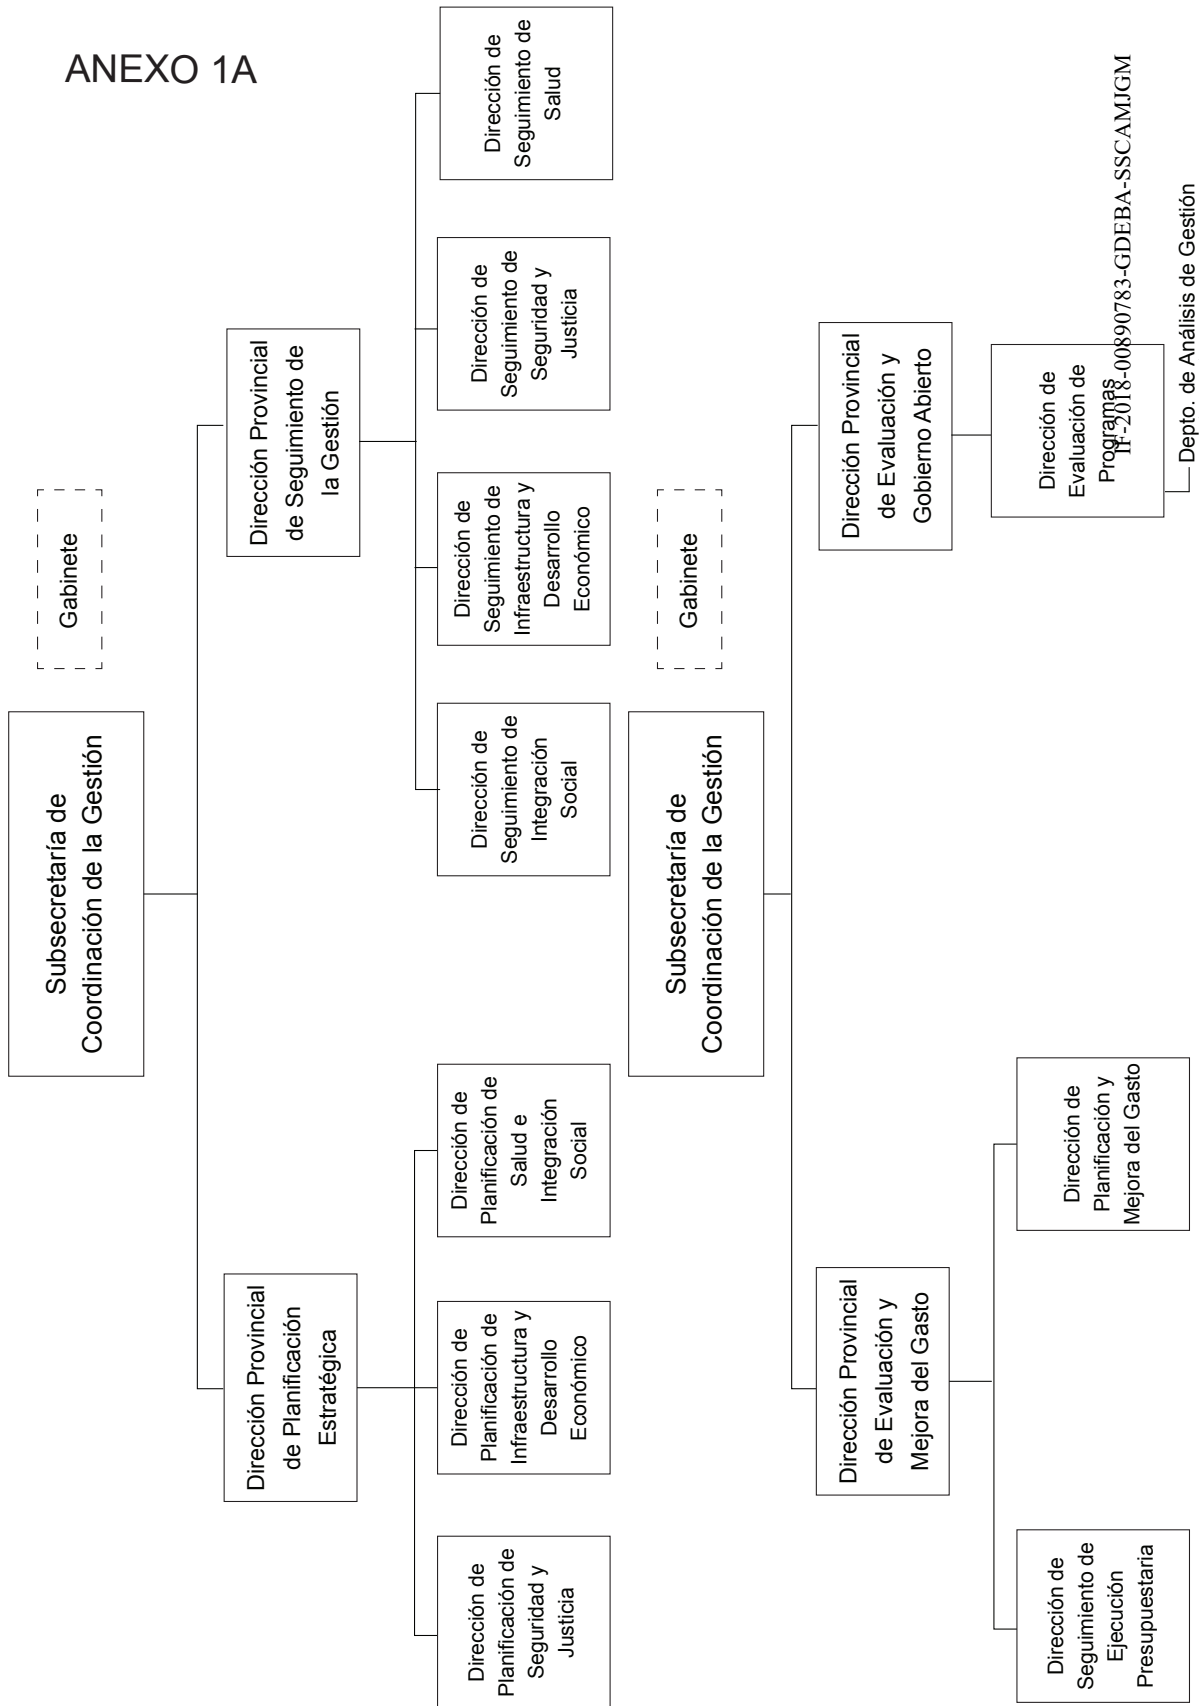 ANEXO 1A
Subsecretaría de
Coordinación de la Gestión
Gabinete
Dirección Provincial
de Planificación
Estratégica
Dirección Provincial
de Seguimiento de
la Gestión
Dirección de
Planificación de
Seguridad y
Justicia
Dirección de
Planificación de
Infraestructura y
Desarrollo
Económico
Dirección de
Planificación de
Salud e
Integración
Social
Dirección de
Seguimiento de
Integración
Social
Dirección de
Seguimiento de
Infraestructura y
Desarrollo
Económico
Dirección de
Seguimiento de
Seguridad y
Justicia
Dirección de
Seguimiento de
Salud
Subsecretaría de
Coordinación de la Gestión
Gabinete
Dirección Provincial
de Evaluación y
Mejora del Gasto
Dirección Provincial
de Evaluación y
Gobierno Abierto
Dirección de
Seguimiento de
Ejecución
Presupuestaria
Dirección de
Planificación y
Mejora del Gasto
Dirección de
Evaluación de
Programas
IF-2018-00890783-GDEBA-SSCAMJGM
Depto. de Análisis de Gestión